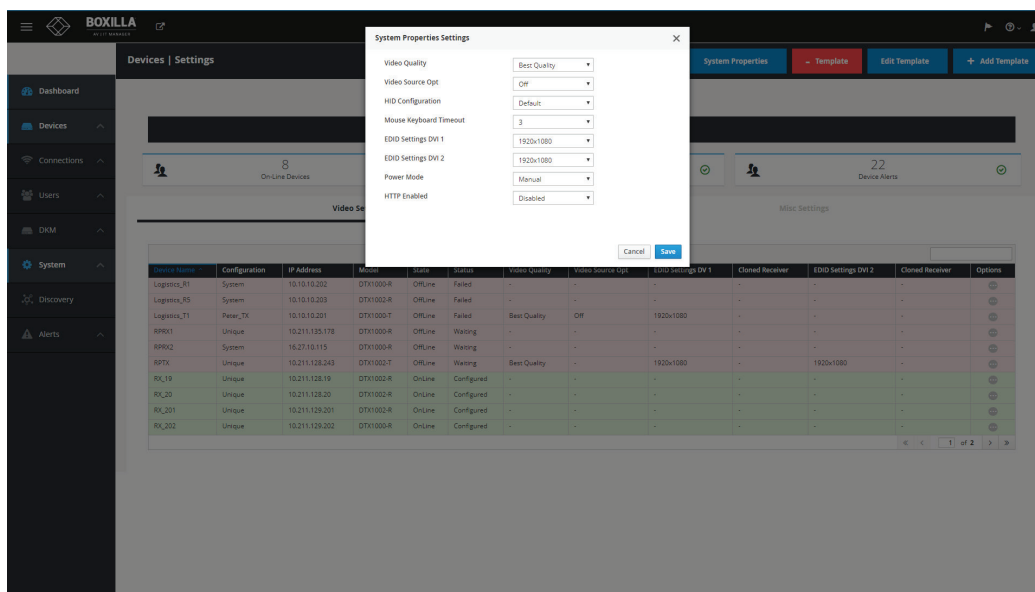 BOXILLA
AV / IT MANAGER
Devices | Settings
System Properties
- Template
Edit Template
+ Add Template
Dashboard
Devices
Connections
Users
DKM
System
Discovery
Alerts
System Properties Settings
Video Quality Best Quality
Video Source Opt Off
HID Configuration Default
Mouse Keyboard Timeout 3
EDID Settings DVI 1 1920x1080
EDID Settings DVI 2 1920x1080
Power Mode Manual
HTTP Enabled Disabled
Cancel Save
8
On-Line Devices
22
Device Alerts
Video Se
Misc Settings
Device Name Configuration IP Address Model State Status Video Quality Video Source Opt EDID Settings DV 1 Cloned Receiver EDID Settings DVI 2 Cloned Receiver Options
Logistics_R1 System 10.10.10.202 DTX1000-R OffLine Failed - - - - - -
Logistics_R5 System 10.10.10.203 DTX1002-R OffLine Failed - - - - - -
Logistics_T1 Peter_TX 10.10.10.201 DTX1000-T OffLine Failed Best Quality Off 1920x1080 - - -
RPRX1 Unique 10.211.135.178 DTX1000-R OffLine Waiting - - - - - -
RPRX2 System 16.27.10.115 DTX1000-R OffLine Waiting - - - - - -
RPTX Unique 10.211.128.243 DTX1002-T OffLine Waiting Best Quality - 1920x1080 - 1920x1080 -
RX_19 Unique 10.211.128.19 DTX1002-R OnLine Configured - - - - - -
RX_20 Unique 10.211.128.20 DTX1002-R OnLine Configured - - - - - -
RX_201 Unique 10.211.129.201 DTX1002-R OnLine Configured - - - - - -
RX_202 Unique 10.211.129.202 DTX1000-R OnLine Configured - - - - - -
1 of 2